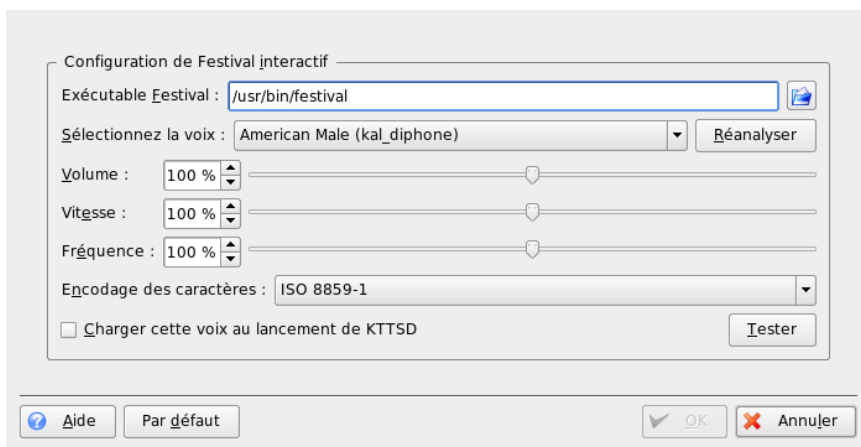 Configuration de Festival interactif
Exécutable Festival : /usr/bin/festival
Sélectionnez la voix : American Male (kal_diphone) Réanalyser
Volume : 100 %
Vitesse : 100 %
Fréquence : 100 %
Encodage des caractères : ISO 8859-1
Charger cette voix au lancement de KTTSD Tester
Aide Par défaut OK Annuler